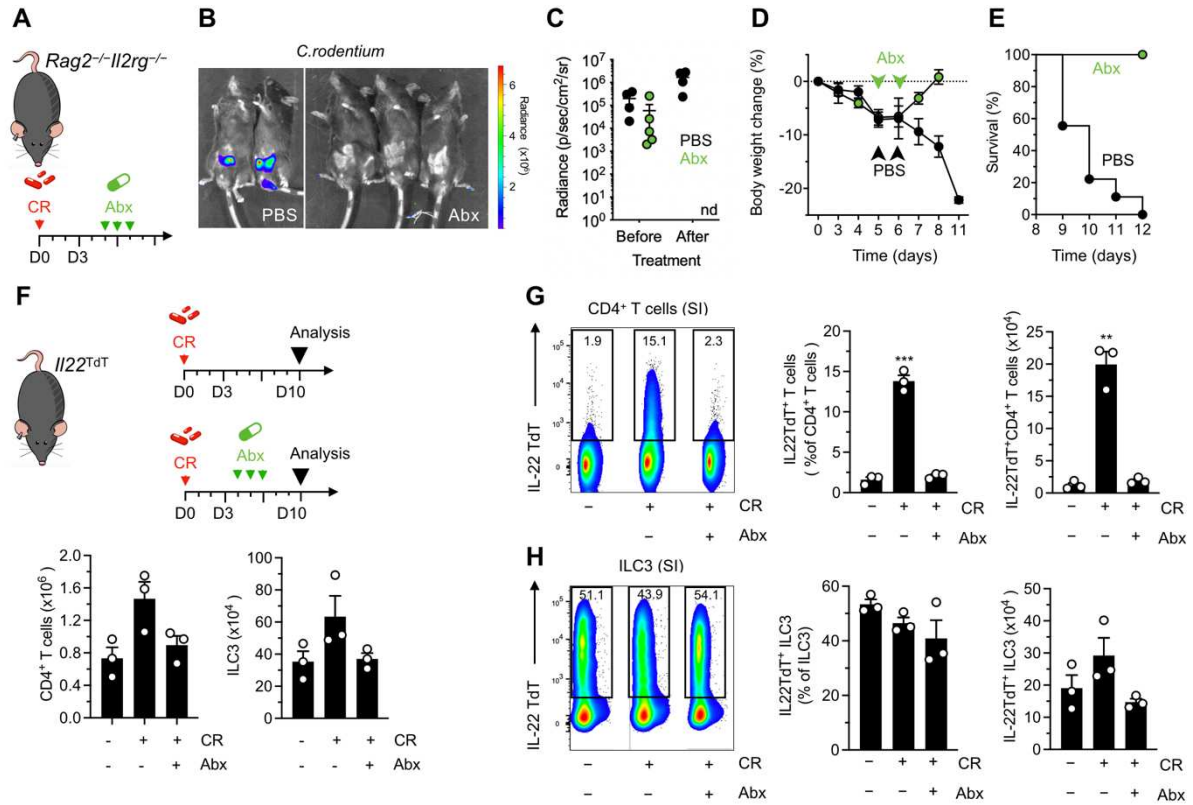 A
Rag2–/–Il2rg–/–
CR
Abx
D0 D3
B
C.rodentium
PBS
Abx
Radiance (x10⁶)
6
4
2
C
Radiance (p/sec/cm²/sr)
10⁷
10⁶
10⁵
10⁴
10³
10²
10¹
10⁰
PBS
Abx
nd
Before After
Treatment
D
Body weight change (%)
0
-10
-20
Abx
PBS
0 3 4 5 6 7 8 11
Time (days)
E
Survival (%)
100
80
60
40
20
0
Abx
PBS
8 9 10 11 12
Time (days)
F
Il22TdT
CR
Analysis
D0 D3 D10
CR
Abx
Analysis
D0 D3 D10
CD4⁺ T cells (x10⁶)
2.0
1.6
1.2
0.8
0.4
0.0
- + + CR
- - + Abx
ILC3 (x10⁴)
100
80
60
40
20
0
- + + CR
- - + Abx
G
CD4⁺ T cells (SI)
1.9 15.1 2.3
IL-22 TdT
10⁵
10⁴
10³
0
– + + CR
– – + Abx
IL22TdT⁺ T cells
( %of CD4⁺ T cells)
20
15
10
5
0
***
– + + CR
– – + Abx
IL-22TdT⁺CD4⁺ T cells (x10⁴)
25
20
15
10
5
0
**
– + + CR
– – + Abx
H
ILC3 (SI)
51.1 43.9 54.1
IL-22 TdT
10⁵
10⁴
10³
0
– + + CR
– – + Abx
IL22TdT⁺ ILC3
(% of ILC3)
60
40
20
0
– + + CR
– – + Abx
IL-22TdT⁺ ILC3 (x10⁴)
50
40
30
20
10
0
– + + CR
– – + Abx